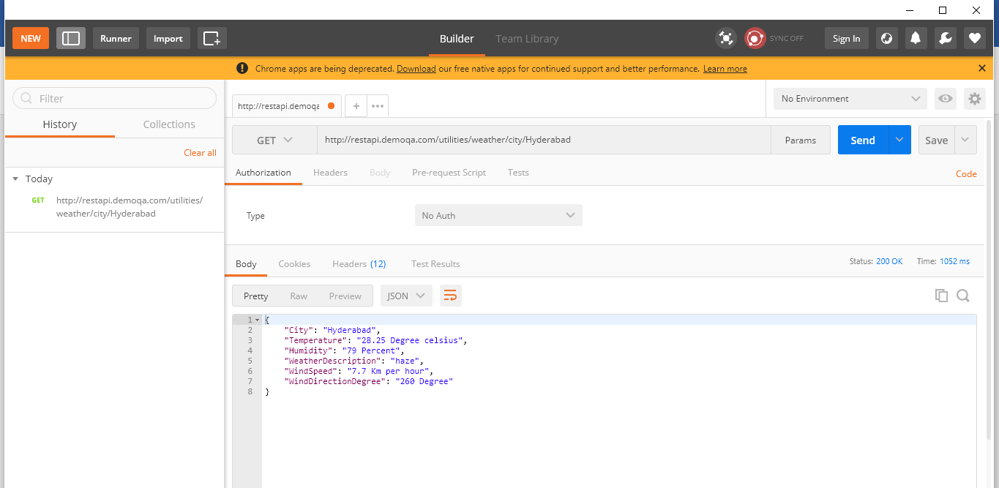 NEW Runner Import Builder Team Library SYNC OFF Sign In
Chrome apps are being deprecated. Download our free native apps for continued support and better performance. Learn more
Filter
History Collections
Clear all
Today
GET http://restapi.demoqa.com/utilities/
weather/city/Hyderabad
http://restapi.demoqa
No Environment
GET http://restapi.demoqa.com/utilities/weather/city/Hyderabad Params Send Save
Authorization Headers Body Pre-request Script Tests Code
Type No Auth
Body Cookies Headers (12) Test Results Status: 200 OK Time: 1052 ms
Pretty Raw Preview JSON
1 {
2 "City": "Hyderabad",
3 "Temperature": "28.25 Degree celsius",
4 "Humidity": "79 Percent",
5 "WeatherDescription": "haze",
6 "WindSpeed": "7.7 Km per hour",
7 "WindDirectionDegree": "260 Degree"
8 }